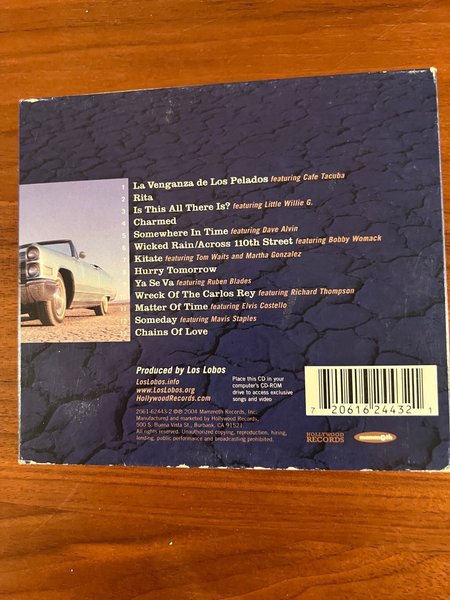 1 La Venganza de Los Pelados featuring Cafe Tacuba
2 Rita
3 Is This All There Is? featuring Little Willie G.
4 Charmed
5 Somewhere In Time featuring Dave Alvin
6 Wicked Rain/Across 110th Street featuring Bobby Womack
7 Kitate featuring Tom Waits and Martha Gonzalez
8 Hurry Tomorrow
9 Ya Se Va featuring Ruben Blades
10 Wreck Of The Carlos Rey featuring Richard Thompson
11 Matter Of Time featuring Elvis Costello
12 Someday featuring Mavis Staples
13 Chains Of Love
Produced by Los Lobos
LosLobos.info
LosLobos.org
HollywoodRecords.com
2061-62443-2 ℗© 2004 Mammoth Records, Inc.
Manufactured and marketed by Hollywood Records,
500 S. Buena Vista St., Burbank, CA 91521.
All rights reserved. Unauthorized copying, reproduction, hiring,
lending, public performance and broadcasting prohibited.
Place this CD in your
computer's CD-ROM
drive to access exclusive
songs and video
7 20616 24432 1
HOLLYWOOD
RECORDS
mammoth